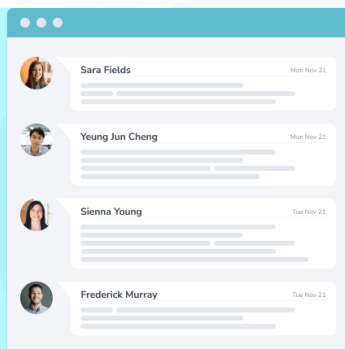 Sara Fields
Mon Nov 21
Yeung Jun Cheng
Mon Nov 21
Sienna Young
Tue Nov 21
Frederick Murray
Tue Nov 21